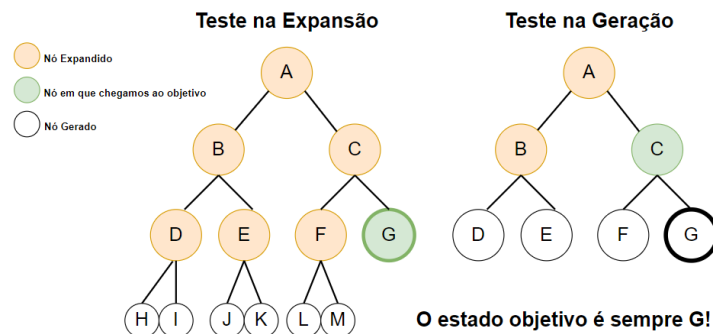 Teste na Expansão
Teste na Geração
Nó Expandido
Nó em que chegamos ao objetivo
Nó Gerado
A
B
C
D
E
F
G
H
I
J
K
L
M
A
B
C
D
E
F
G
O estado objetivo é sempre G!